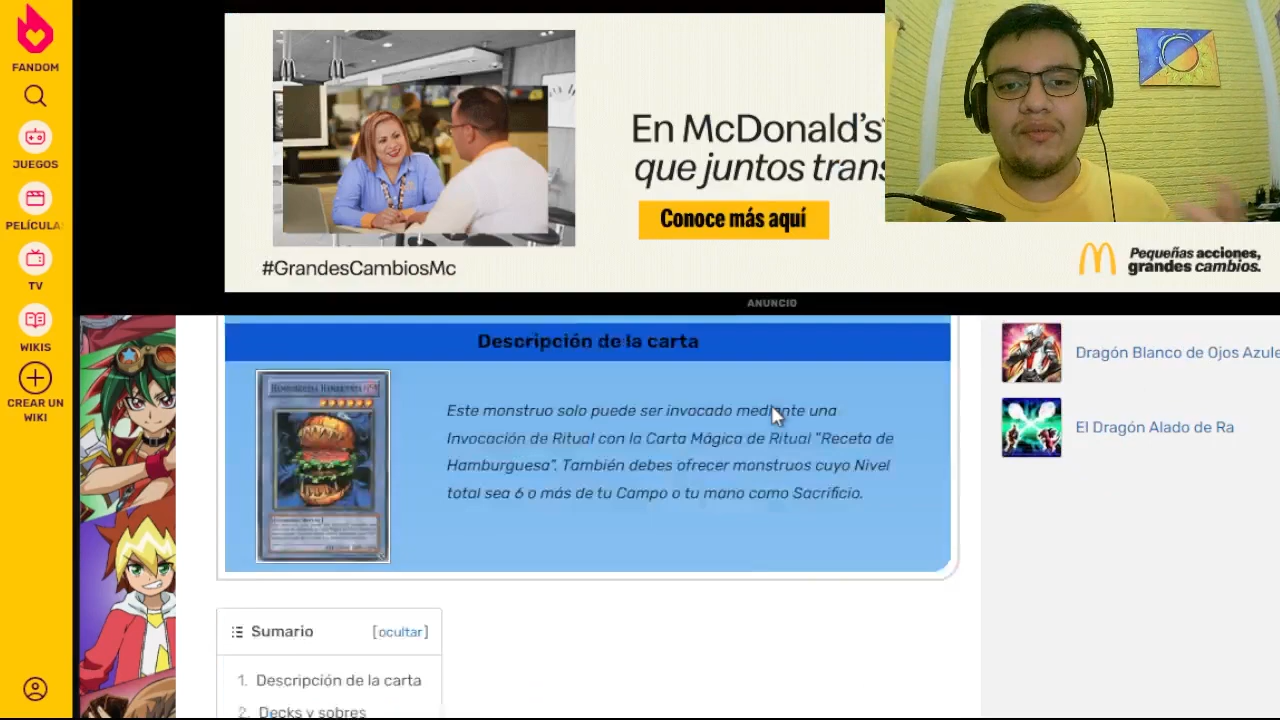 FANDOM
JUEGOS
PELÍCULA
TV
WIKIS
CREAR UN
WIKI
En McDonald's
que juntos trans
Conoce más aquí
#GrandesCambiosMc
Pequeñas acciones,
grandes cambios.
ANUNCIO
Descripción de la carta
Este monstruo solo puede ser invocado mediante una
Invocación de Ritual con la Carta Mágica de Ritual "Receta de
Hamburguesa". También debes ofrecer monstruos cuyo Nivel
total sea 6 o más de tu Campo o tu mano como Sacrificio.
Dragón Blanco de Ojos Azule
El Dragón Alado de Ra
Sumario [ocultar]
1. Descripción de la carta
2. Decks y sobres